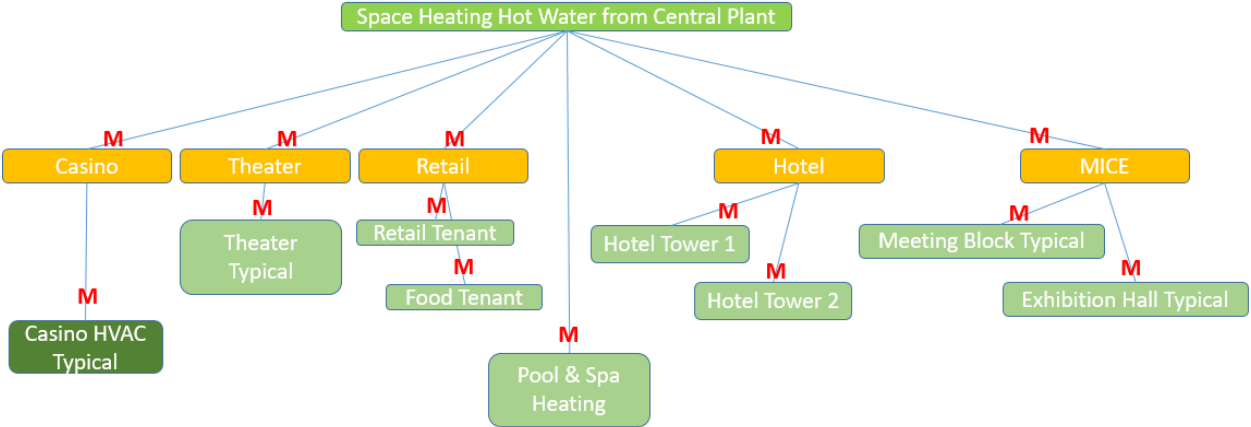 Space Heating Hot Water from Central Plant
M
M
M
M
M
Casino
Theater
Retail
Hotel
MICE
M
M
M
M
Theater
Typical
Retail Tenant
Hotel Tower 1
Meeting Block Typical
M
M
M
M
Food Tenant
Hotel Tower 2
Exhibition Hall Typical
Casino HVAC
Typical
M
Pool & Spa
Heating